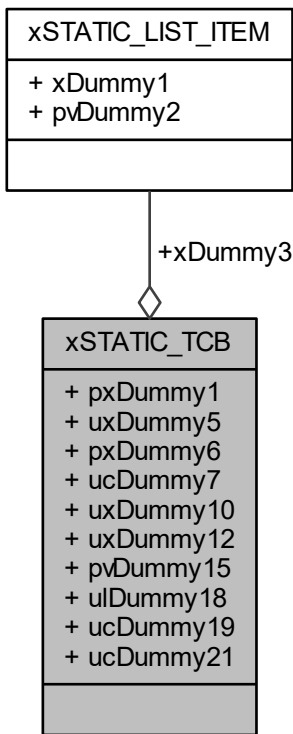 xSTATIC_LIST_ITEM
+ xDummy1
+ pvDummy2
+xDummy3
xSTATIC_TCB
+ pxDummy1
+ uxDummy5
+ pxDummy6
+ ucDummy7
+ uxDummy10
+ uxDummy12
+ pvDummy15
+ ulDummy18
+ ucDummy19
+ ucDummy21